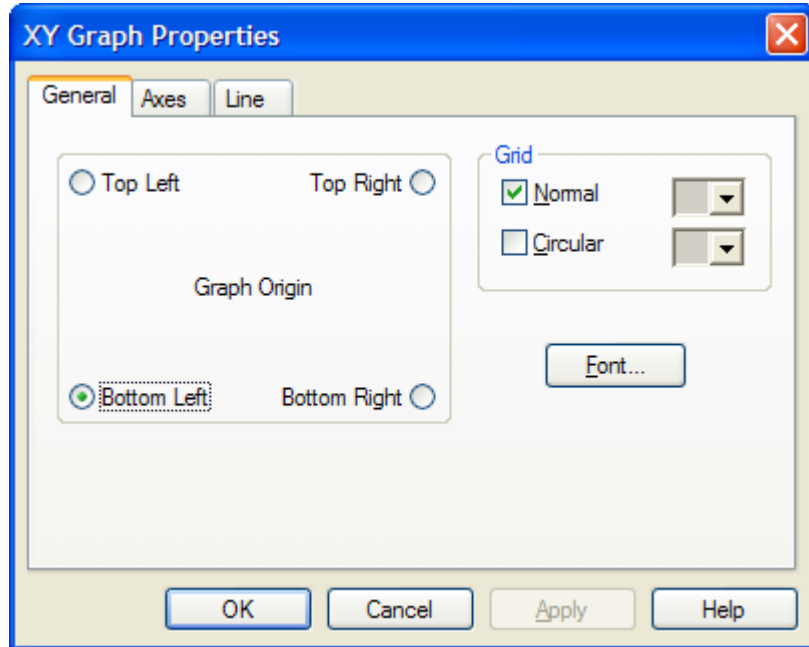 XY Graph Properties
General Axes Line
Top Left Top Right
Graph Origin
Bottom Left Bottom Right
Grid
Normal
Circular
Font...
OK Cancel Apply Help